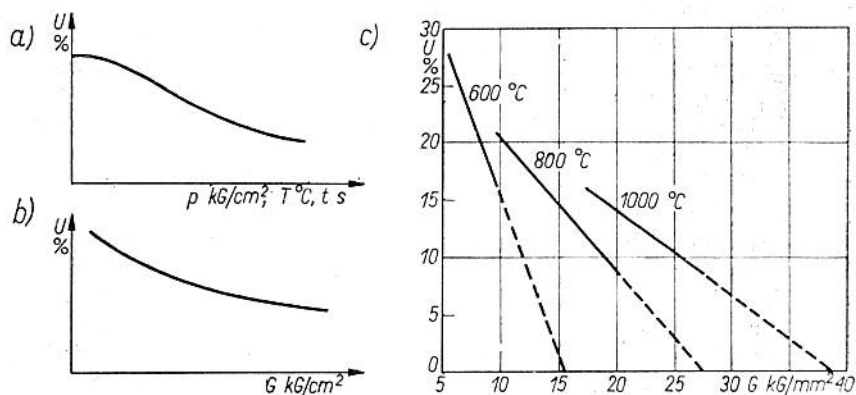 a)
U
%
p kG/cm², T°C, t s
b)
U
%
G kG/cm²
c)
30
U
%
25
20
15
10
5
0
600 °C
800 °C
1000 °C
5 10 15 20 25 30 G kG/mm² 40